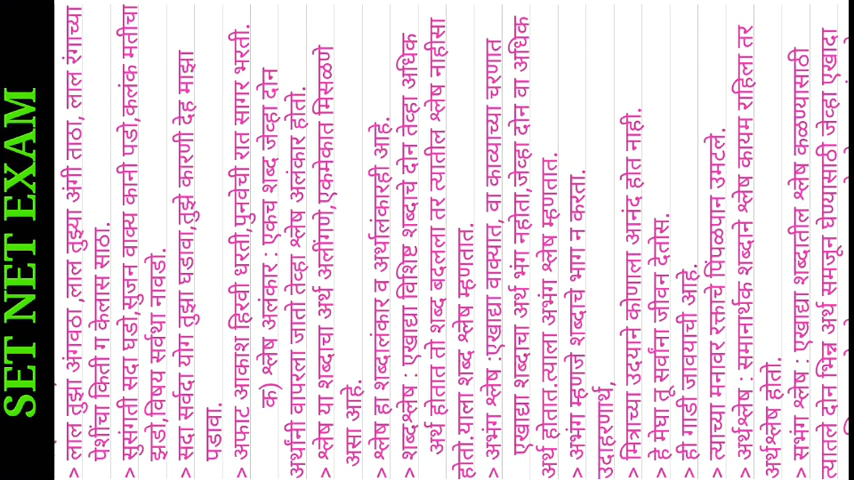 SET NET EXAM
> लाल तुझा अंगवठा ,लाल तुझ्या अंगी ताठा, लाल रंगाच्या
पेशींचा किती ग केलास साठा.
> सुसंगती सदा घडो,सुजन वाक्य कानी पडो,कलंक मतीचा
झडो,विषय सर्वथा नावडो.
> सदा सर्वदा योग तुझा घडावा,तुझे कारणी देह माझा
पडावा.
> अफाट आकाश हिरवी धरती,पुनवेची रात सागर भरती.
क) श्लेष अलंकार : एकच शब्द जेव्हा दोन
अर्थांनी वापरला जातो तेव्हा श्लेष अलंकार होतो.
> श्लेष या शब्दाचा अर्थ अलींगणे,एकमेकात मिसळणे
असा आहे.
> श्लेष हा शब्दालंकार व अर्थालंकारही आहे.
> शब्दश्लेष : एखाद्या विशिष्ट शब्दाचे दोन तेव्हा अधिक
अर्थ होतात तो शब्द बदलला तर त्यातील श्लेष नाहीसा
होतो.याला शब्द श्लेष म्हणतात.
> अभंग श्लेष :एखाद्या वाक्यात, वा काव्याच्या चरणात
एखाद्या शब्दाचा अर्थ भंग नहोता,जेव्हा दोन वा अधिक
अर्थ होतात.त्याला अभंग श्लेष म्हणतात.
> अभंग म्हणजे शब्दाचे भाग न करता.
उदाहरणार्थ,
> मित्राच्या उदयाने कोणाला आनंद होत नाही.
> हे मेघा तू सर्वांना जीवन देतोस.
> ही गाडी जावयाची आहे.
> त्याच्या मनावर रक्ताचे पिंपळपान उमटले.
> अर्थश्लेष : समानार्थक शब्दाने श्लेष कायम राहिला तर
अर्थश्लेष होतो.
> सभंग श्लेष : एखाद्या शब्दातील श्लेष कळण्यासाठी
त्यातले दोन भिन्न अर्थ समजून घेण्यासाठी जेव्हा एखादा